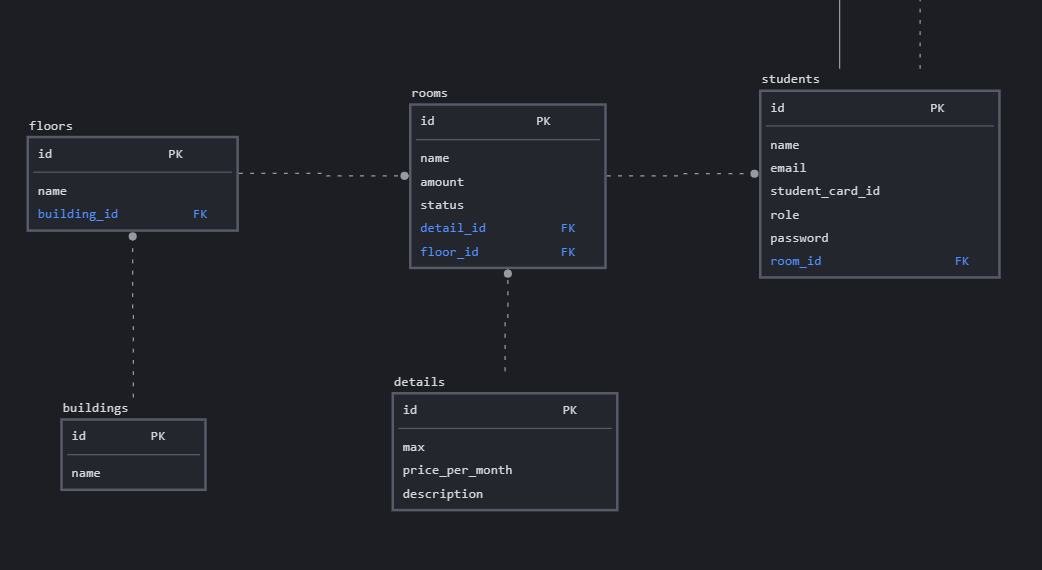 floors
id PK
name
building_id FK
rooms
id PK
name
amount
status
detail_id FK
floor_id FK
students
id PK
name
email
student_card_id
role
password
room_id FK
buildings
id PK
name
details
id PK
max
price_per_month
description